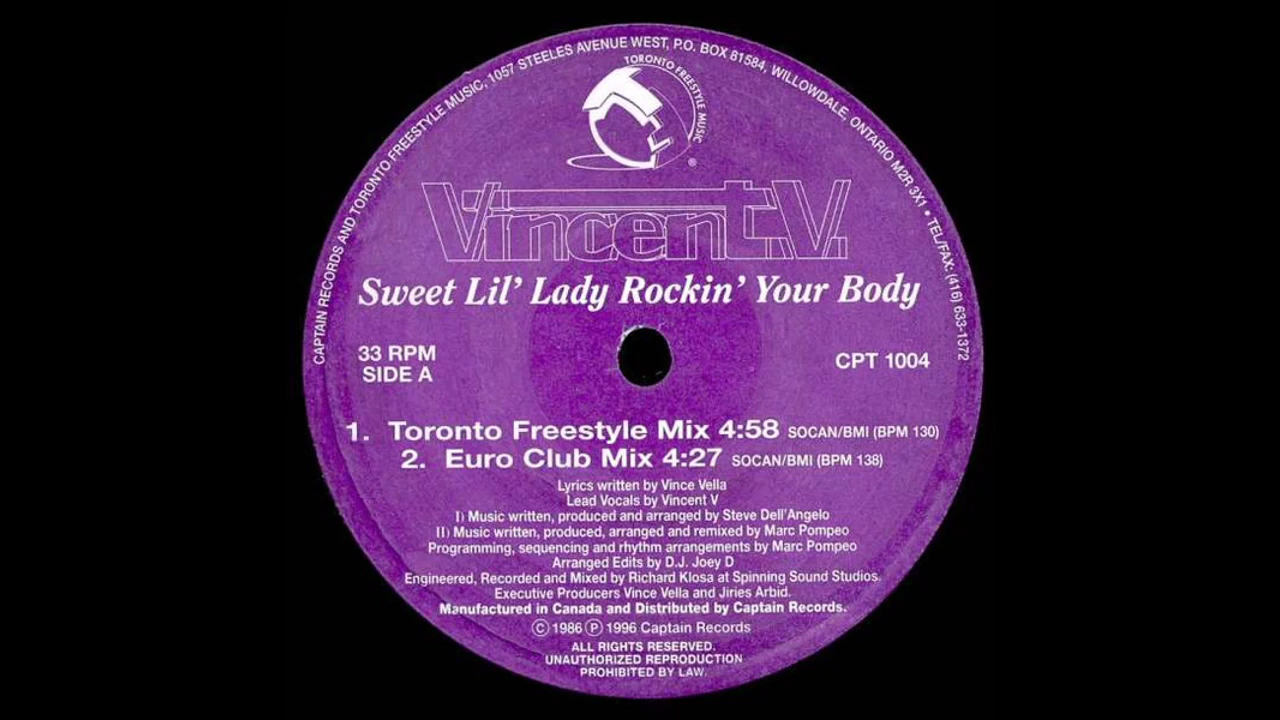 CAPTAIN RECORDS AND TORONTO FREESTYLE MUSIC, 1057 STEELES AVENUE WEST, P.O. BOX 81584, WILLOWDALE, ONTARIO M2R 3X1 • TEL/FAX: (416) 633-1372
TORONTO FREESTYLE MUSIC
®
Vincent.V.
Sweet Lil' Lady Rockin' Your Body
33 RPM
SIDE A
CPT 1004
1. Toronto Freestyle Mix 4:58 SOCAN/BMI (BPM 130)
2. Euro Club Mix 4:27 SOCAN/BMI (BPM 138)
Lyrics written by Vince Vella
Lead Vocals by Vincent V
I) Music written, produced and arranged by Steve Dell'Angelo
II) Music written, produced, arranged and remixed by Marc Pompeo
Programming, sequencing and rhythm arrangements by Marc Pompeo
Arranged Edits by D.J. Joey D
Engineered, Recorded and Mixed by Richard Klosa at Spinning Sound Studios.
Executive Producers Vince Vella and Jiries Arbid.
Manufactured in Canada and Distributed by Captain Records.
Ⓒ 1986 Ⓟ 1996 Captain Records
ALL RIGHTS RESERVED.
UNAUTHORIZED REPRODUCTION
PROHIBITED BY LAW.